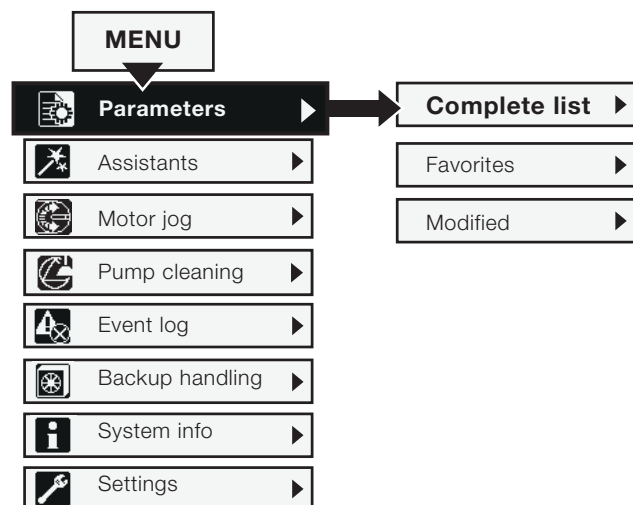 MENU
Parameters
Assistants
Motor jog
Pump cleaning
Event log
Backup handling
System info
Settings
Complete list
Favorites
Modified